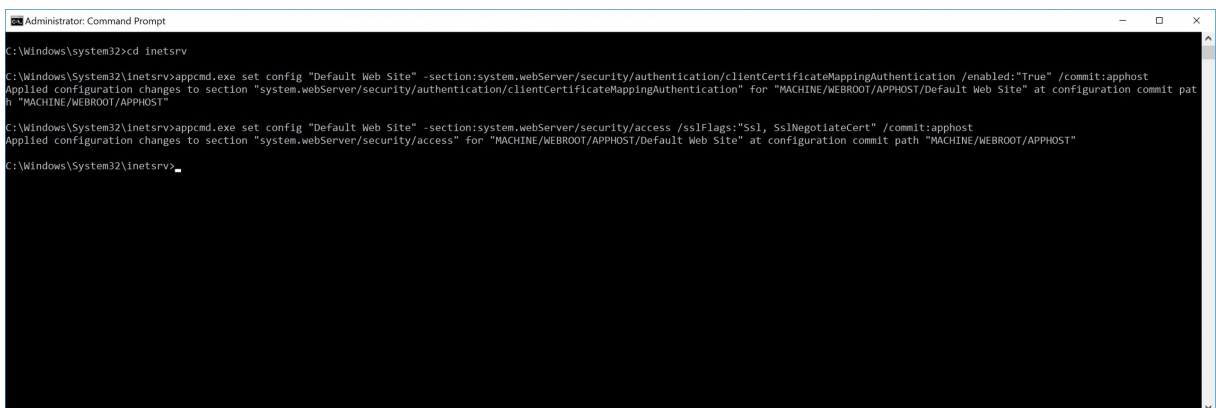 Administrator: Command Prompt
C:\Windows\system32>cd inetsrv
C:\Windows\System32\inetsrv>appcmd.exe set config "Default Web Site" -section:system.webServer/security/authentication/clientCertificateMappingAuthentication /enabled:"True" /commit:apphost
Applied configuration changes to section "system.webServer/security/authentication/clientCertificateMappingAuthentication" for "MACHINE/WEBROOT/APPHOST/Default Web Site" at configuration commit pat
h "MACHINE/WEBROOT/APPHOST"
C:\Windows\System32\inetsrv>appcmd.exe set config "Default Web Site" -section:system.webServer/security/access /sslFlags:"Ssl, SslNegotiateCert" /commit:apphost
Applied configuration changes to section "system.webServer/security/access" for "MACHINE/WEBROOT/APPHOST/Default Web Site" at configuration commit path "MACHINE/WEBROOT/APPHOST"
C:\Windows\System32\inetsrv>